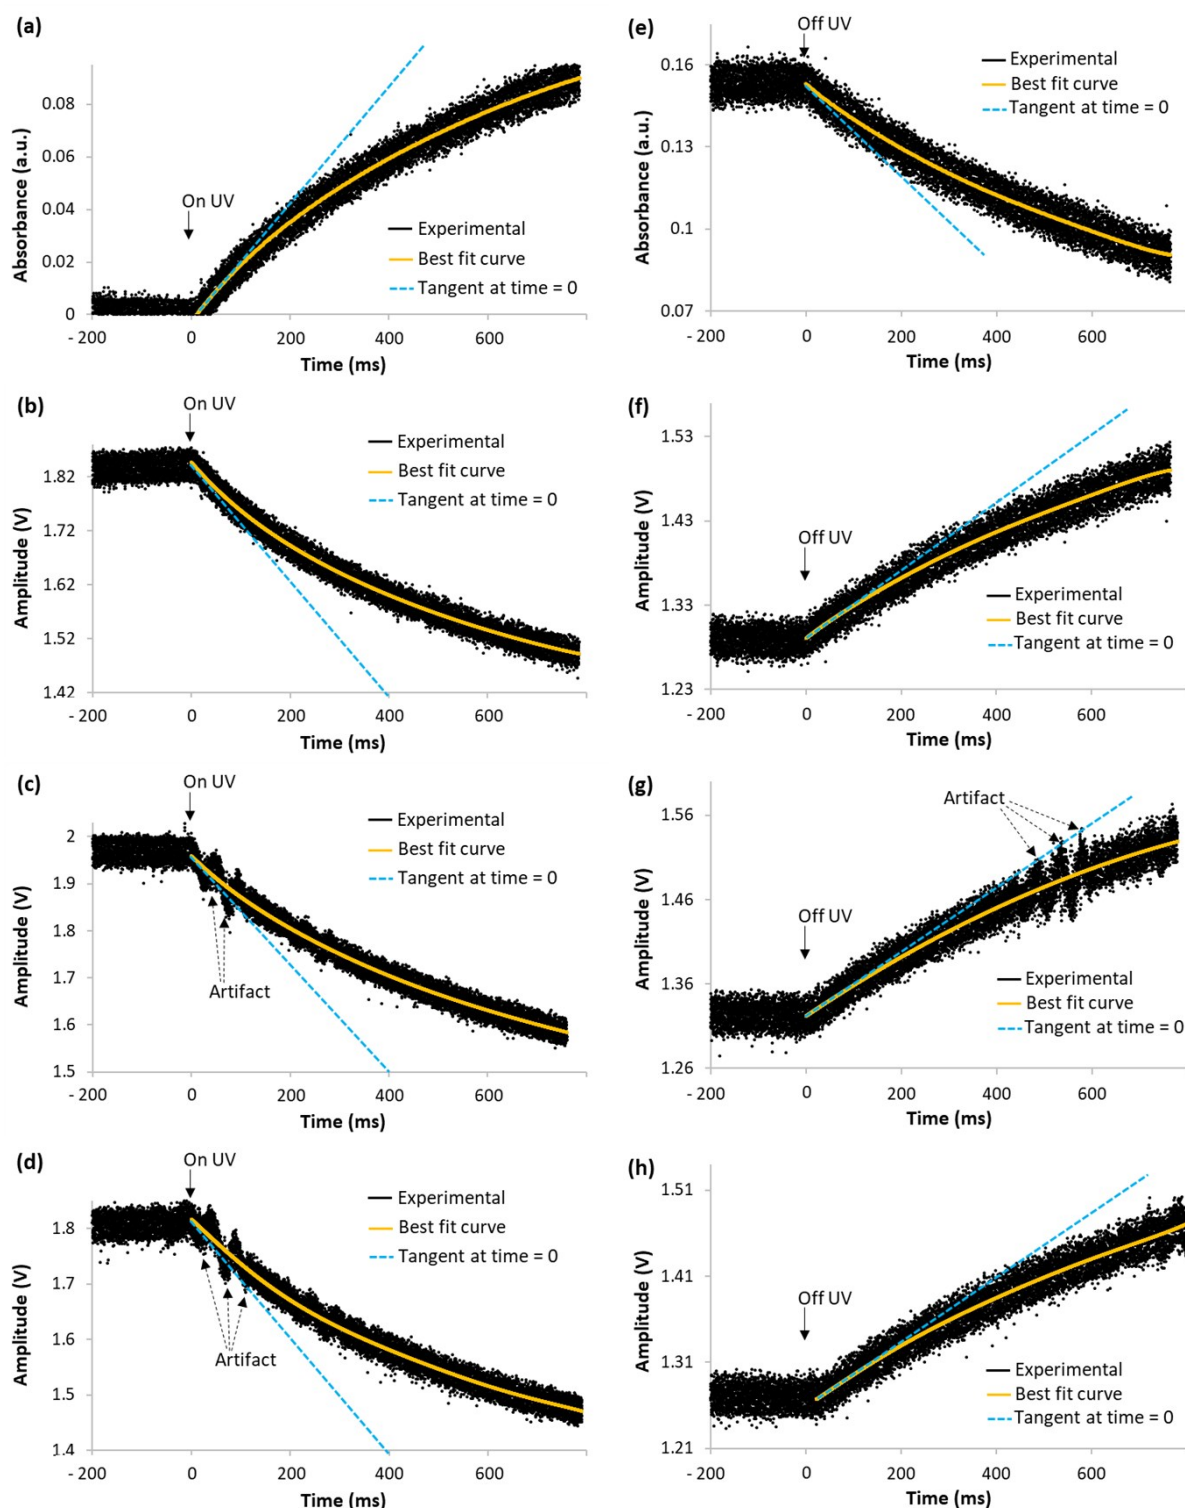 (a)
On UV
Experimental
Best fit curve
Tangent at time = 0
Absorbance (a.u.)
0.08
0.06
0.04
0.02
0
- 200
0
200
400
600
Time (ms)
(e)
Off UV
Experimental
Best fit curve
Tangent at time = 0
Absorbance (a.u.)
0.16
0.13
0.1
0.07
- 200
0
200
400
600
Time (ms)
(b)
On UV
Experimental
Best fit curve
Tangent at time = 0
Amplitude (V)
1.82
1.72
1.62
1.52
1.42
- 200
0
200
400
600
Time (ms)
(f)
Off UV
Experimental
Best fit curve
Tangent at time = 0
Amplitude (V)
1.53
1.43
1.33
1.23
- 200
0
200
400
600
Time (ms)
(c)
On UV
Experimental
Best fit curve
Tangent at time = 0
Artifact
Amplitude (V)
2
1.9
1.8
1.7
1.6
1.5
- 200
0
200
400
600
Time (ms)
(g)
Artifact
Off UV
Experimental
Best fit curve
Tangent at time = 0
Amplitude (V)
1.56
1.46
1.36
1.26
- 200
0
200
400
600
Time (ms)
(d)
On UV
Experimental
Best fit curve
Tangent at time = 0
Artifact
Amplitude (V)
1.8
1.7
1.6
1.5
1.4
- 200
0
200
400
600
Time (ms)
(h)
Off UV
Experimental
Best fit curve
Tangent at time = 0
Amplitude (V)
1.51
1.41
1.31
1.21
- 200
0
200
400
600
Time (ms)